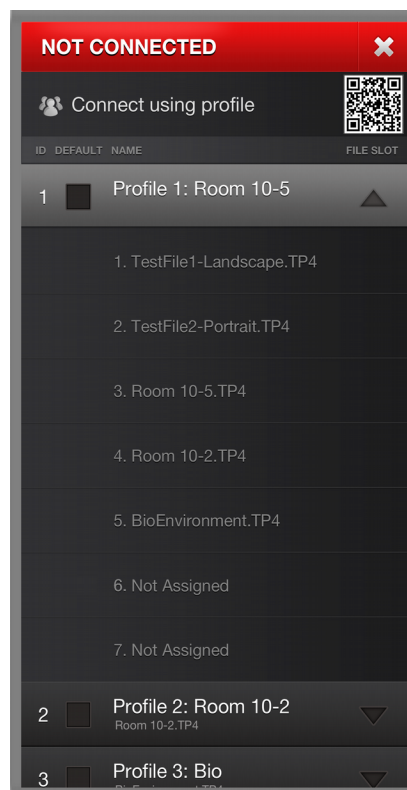 NOT CONNECTED
Connect using profile
ID DEFAULT NAME FILE SLOT
1 Profile 1: Room 10-5
1. TestFile1-Landscape.TP4
2. TestFile2-Portrait.TP4
3. Room 10-5.TP4
4. Room 10-2.TP4
5. BioEnvironment.TP4
6. Not Assigned
7. Not Assigned
2 Profile 2: Room 10-2
Room 10-2.TP4
3 Profile 3: Bio
BioEnvironment.TP4